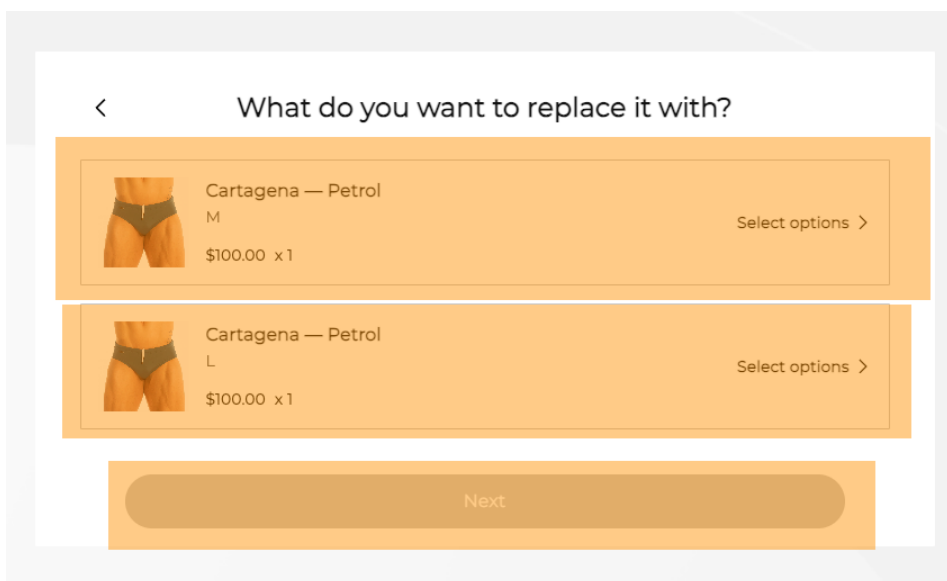 What do you want to replace it with?
Cartagena — Petrol
M
Select options
$100.00 x 1
Cartagena — Petrol
L
Select options
$100.00 x 1
Next